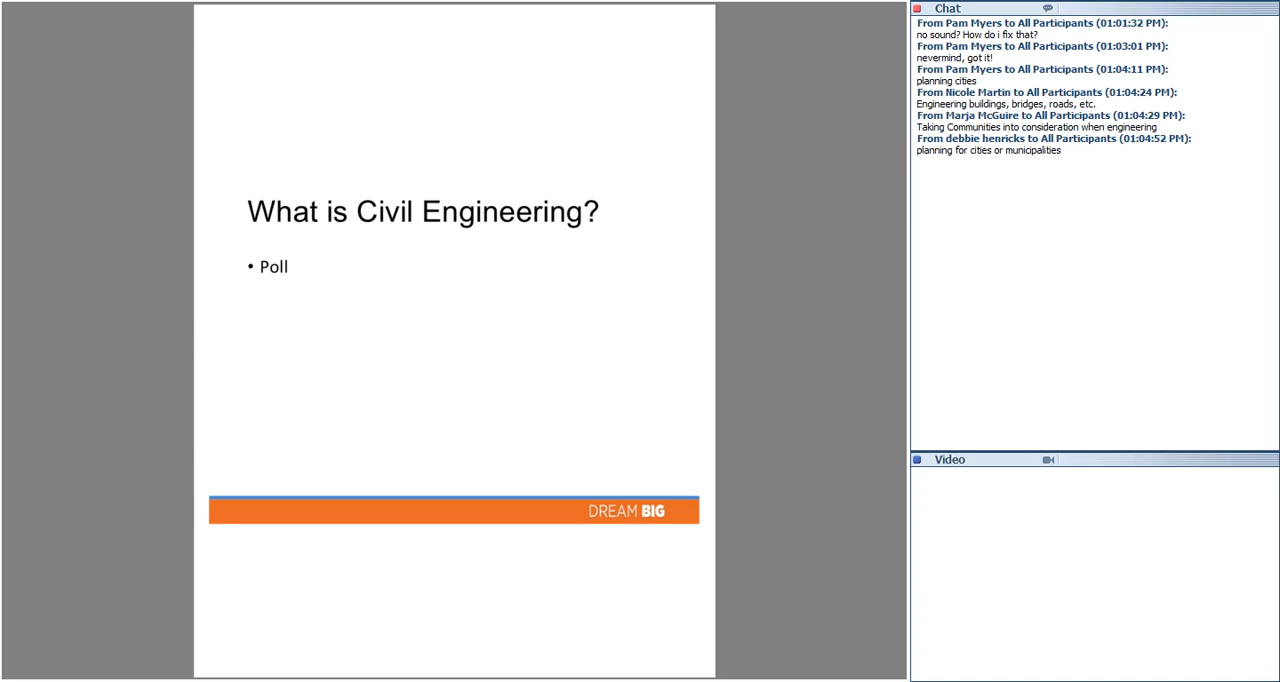 What is Civil Engineering?
• Poll
DREAM BIG
Chat
From Pam Myers to All Participants (01:01:32 PM):
no sound? How do i fix that?
From Pam Myers to All Participants (01:03:01 PM):
nevermind, got it!
From Pam Myers to All Participants (01:04:11 PM):
planning cities
From Nicole Martin to All Participants (01:04:24 PM):
Engineering buildings, bridges, roads, etc.
From Marja McGuire to All Participants (01:04:29 PM):
Taking Communities into consideration when engineering
From debbie henricks to All Participants (01:04:52 PM):
planning for cities or municipalities
Video